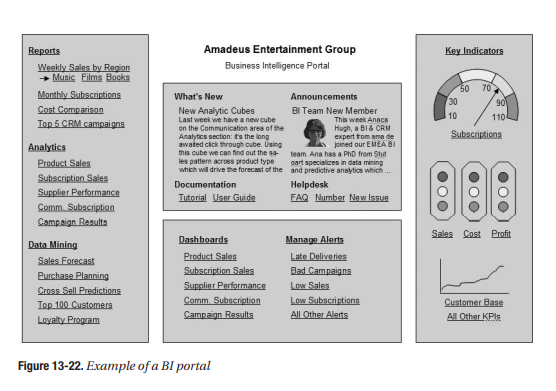 Reports
Weekly Sales by Region
Music Films Books
Monthly Subscriptions
Cost Comparison
Top 5 CRM campaigns
Analytics
Product Sales
Subscription Sales
Supplier Performance
Comm. Subscription
Campaign Results
Data Mining
Sales Forecast
Purchase Planning
Cross Sell Predictions
Top 100 Customers
Loyalty Program
Amadeus Entertainment Group
Business Intelligence Portal
What's New
New Analytic Cubes
Last week we have a new cube
on the Communication area of the
Analytics section: it's the long
awaited click through cube. Using
this cube we can find out the sa-
les pattern across product type
which will drive the forecast of the
Documentation
Tutorial User Guide
Announcements
BI Team New Member
This week Anaca
Hugh, a BI & CRM
expert from ama de
joined our EMEA BI
team. Ana has a PhD from Stut
gart specializes in data mining
and predictive analytics which ...
Helpdesk
FAQ Number New Issue
Dashboards
Product Sales
Subscription Sales
Supplier Performance
Comm. Subscription
Campaign Results
Manage Alerts
Late Deliveries
Bad Campaigns
Low Sales
Low Subscriptions
All Other Alerts
Key Indicators
10 30 50 70 90 110
Subscriptions
Sales Cost Profit
Customer Base
All Other KPIs
Figure 13-22. Example of a BI portal